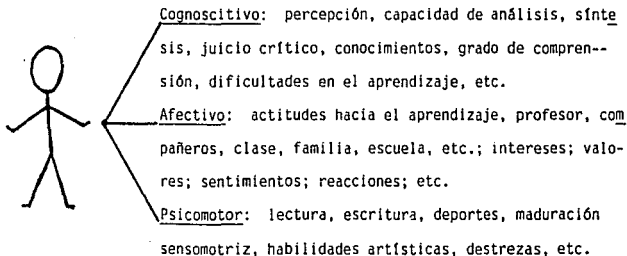 Cognoscitivo: percepción, capacidad de análisis, sínte
sis, juicio crítico, conocimientos, grado de compren--
sión, dificultades en el aprendizaje, etc.
Afectivo: actitudes hacia el aprendizaje, profesor, com
pañeros, clase, familia, escuela, etc.; intereses; valo-
res; sentimientos; reacciones; etc.
Psicomotor: lectura, escritura, deportes, maduración
sensomotriz, habilidades artísticas, destrezas, etc.